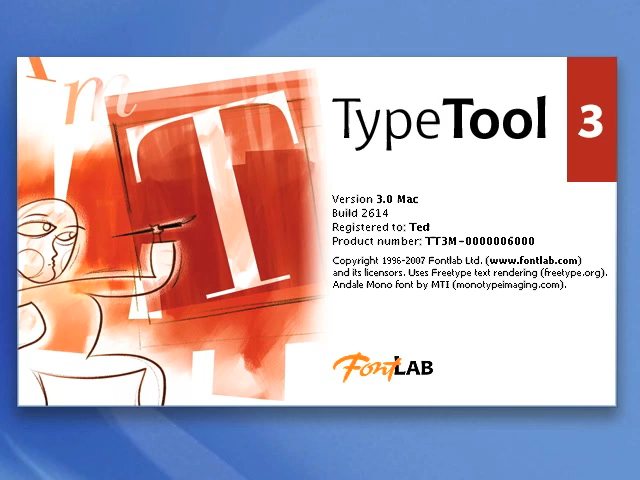 m
T
TypeTool 3
Version 3.0 Mac
Build 2614
Registered to: Ted
Product number: TT3M-0000006000
Copyright 1996-2007 Fontlab Ltd. (www.fontlab.com)
and its licensors. Uses Freetype text rendering (freetype.org).
Andale Mono font by MTI (monotypeimaging.com).
FontLAB